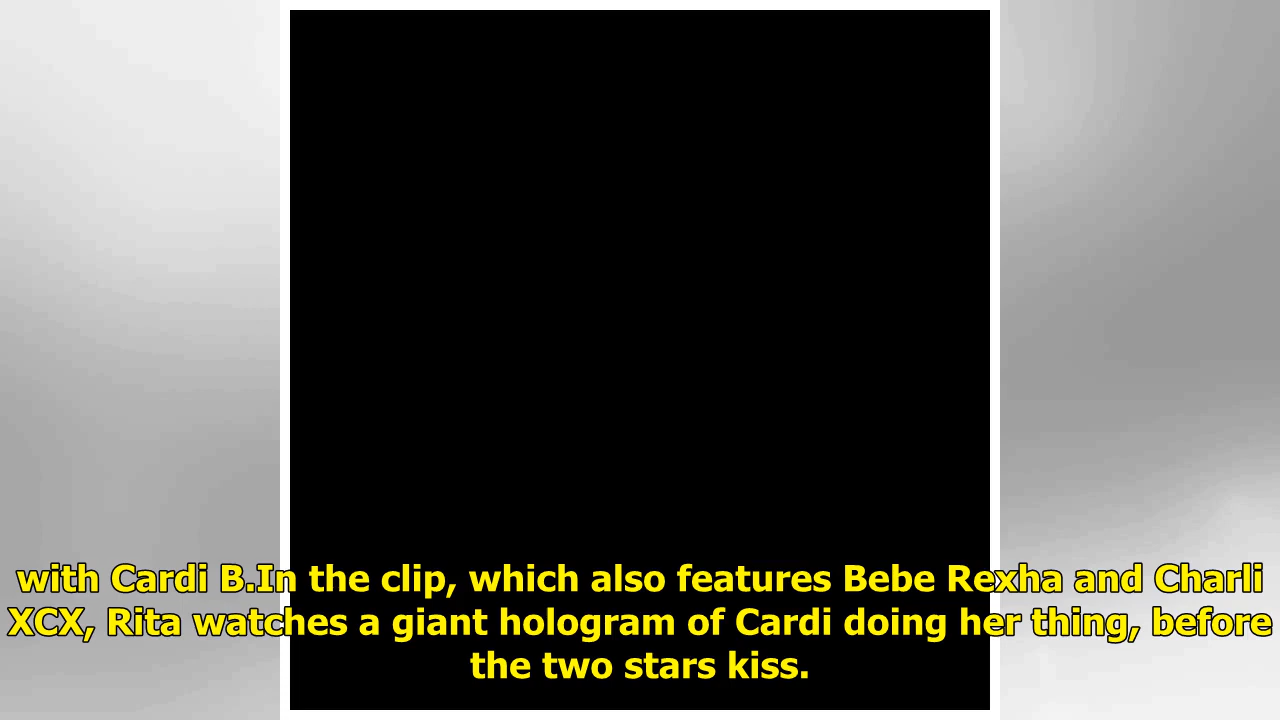 with Cardi B.In the clip, which also features Bebe Rexha and Charli
XCX, Rita watches a giant hologram of Cardi doing her thing, before
the two stars kiss.